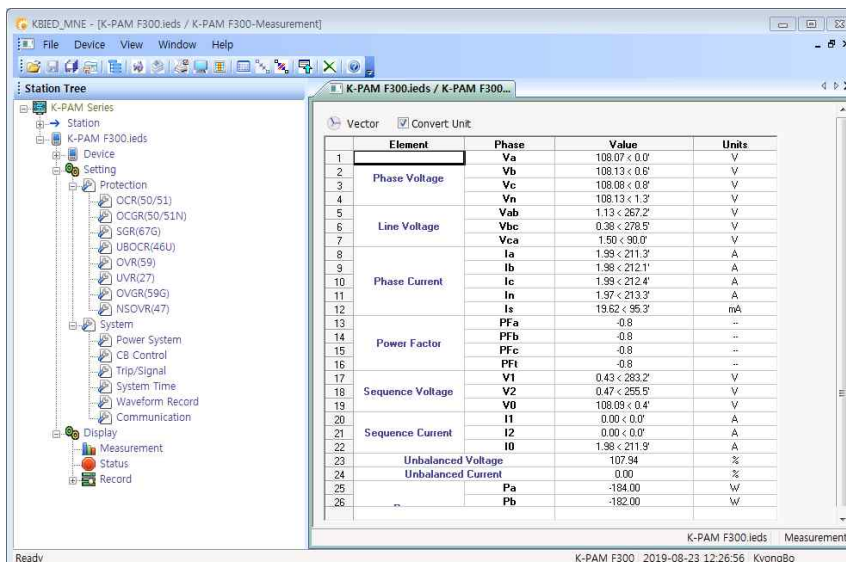 KBIED_MNE - [K-PAM F300.ieds / K-PAM F300-Measurement]
File Device View Window Help
Station Tree
K-PAM Series
Station
K-PAM F300.ieds
Device
Setting
Protection
OCR(50/51)
OCGR(50/51N)
SGR(67G)
UBOCR(46U)
OVR(59)
UVR(27)
OVGR(59G)
NSOVR(47)
System
Power System
CB Control
Trip/Signal
System Time
Waveform Record
Communication
Display
Measurement
Status
Record
K-PAM F300.ieds / K-PAM F300...
Vector Convert Unit
Element Phase Value Units
1 Va 108.07 < 0.0' V
2 Phase Voltage Vb 108.13 < 0.6' V
3 Vc 108.08 < 0.8' V
4 Vn 108.13 < 1.3' V
5 Vab 1.13 < 267.2' V
6 Line Voltage Vbc 0.38 < 278.5' V
7 Vca 1.50 < 90.0' V
8 Ia 1.99 < 211.3' A
9 Ib 1.98 < 212.1' A
10 Phase Current Ic 1.99 < 212.4' A
11 In 1.97 < 213.3' A
12 Is 19.62 < 95.3' mA
13 PFa -0.8 --
14 Power Factor PFb -0.8 --
15 PFc -0.8 --
16 PFt -0.8 --
17 V1 0.43 < 283.2' V
18 Sequence Voltage V2 0.47 < 255.5' V
19 V0 108.09 < 0.4' V
20 I1 0.00 < 0.0' A
21 Sequence Current I2 0.00 < 0.0' A
22 I0 1.98 < 211.9' A
23 Unbalanced Voltage 107.94 %
24 Unbalanced Current 0.00 %
25 Pa -184.00 W
26 Pb -182.00 W
K-PAM F300.ieds Measurement
Ready K-PAM F300 2019-08-23 12:26:56 KyongBo